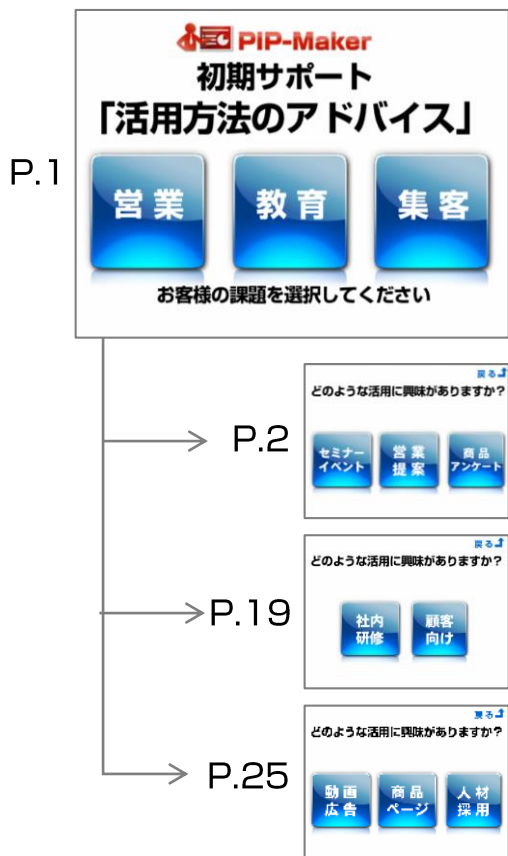 PIP-Maker
初期サポート
「活用方法のアドバイス」
P.1
営業
教育
集客
お客様の課題を選択してください
P.2
戻る
どのような活用に興味がありますか？
セミナー
イベント
営業
提案
商品
アンケート
P.19
戻る
どのような活用に興味がありますか？
社内
研修
顧客
向け
P.25
戻る
どのような活用に興味がありますか？
動画
広告
商品
ページ
人材
採用